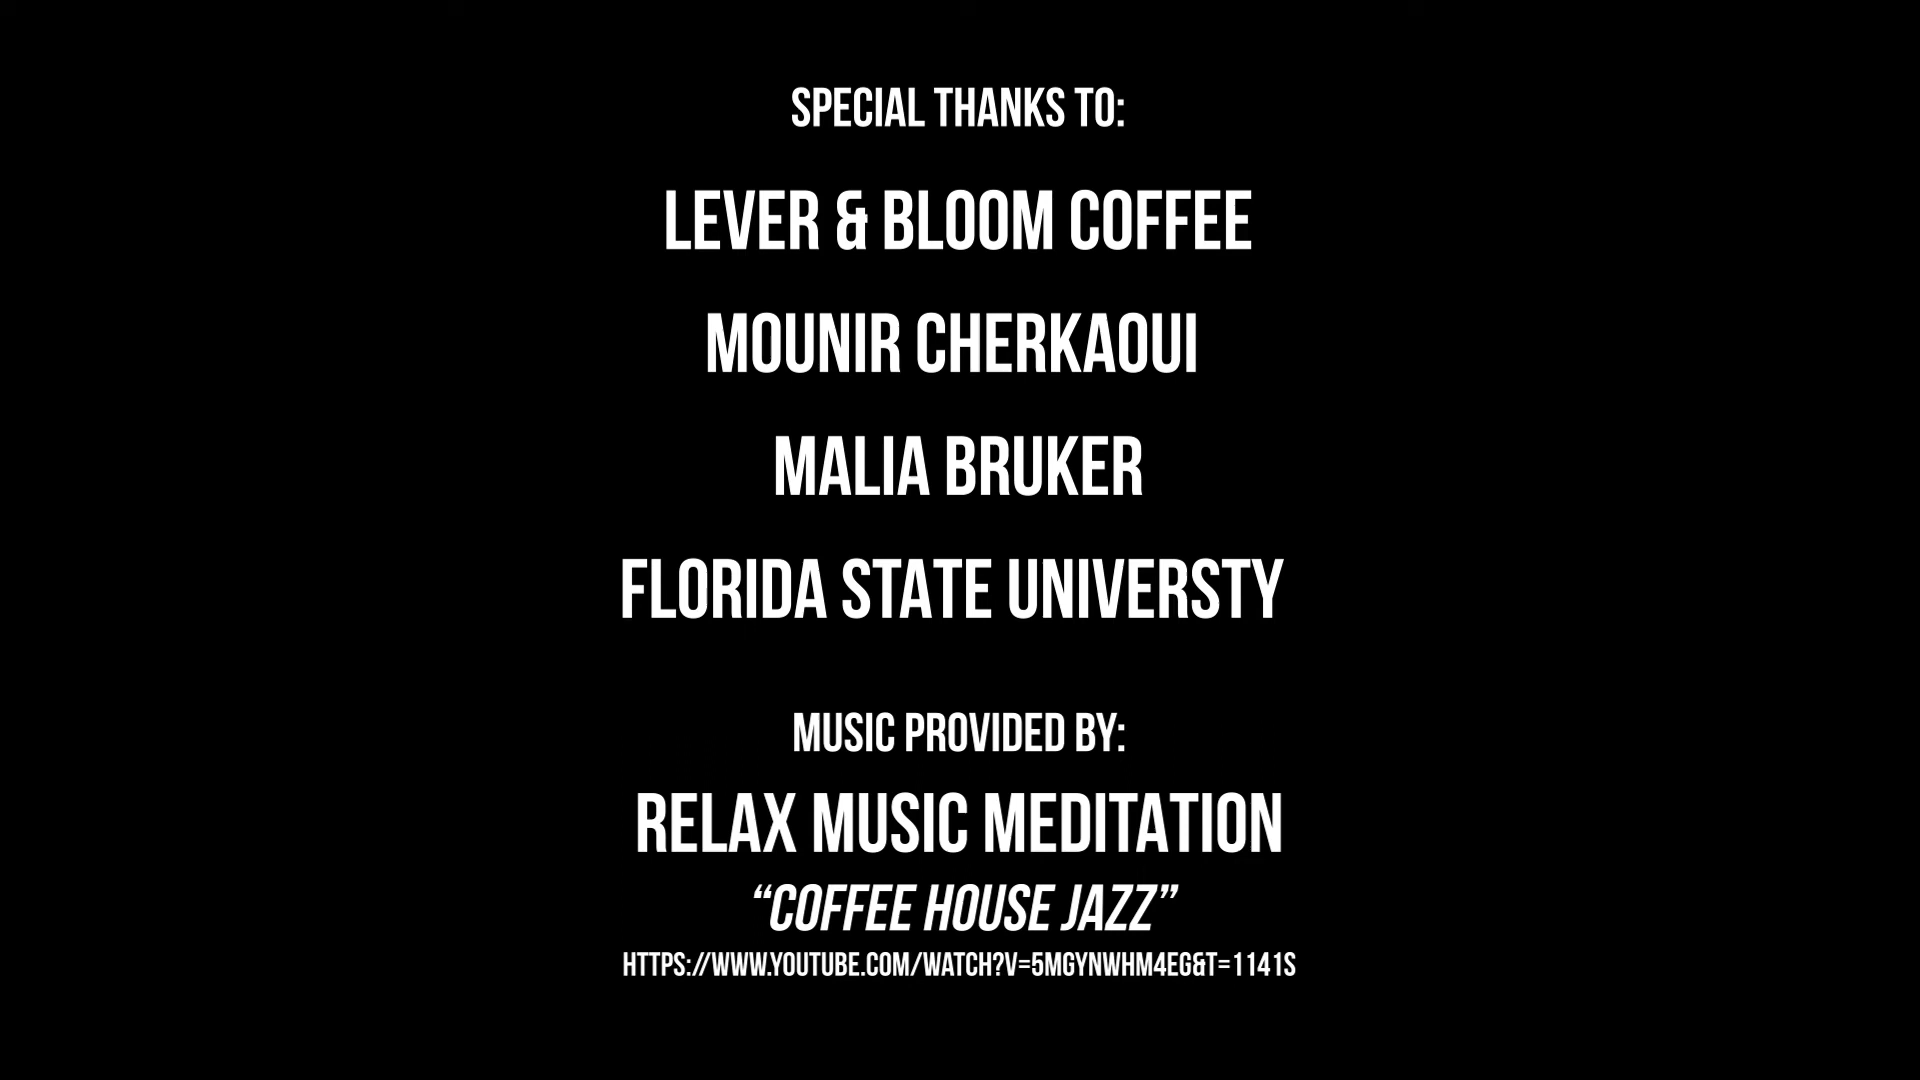 SPECIAL THANKS TO:
LEVER & BLOOM COFFEE
MOUNIR CHERKAOUI
MALIA BRUKER
FLORIDA STATE UNIVERSTY
MUSIC PROVIDED BY:
RELAX MUSIC MEDITATION
“COFFEE HOUSE JAZZ”
HTTPS://WWW.YOUTUBE.COM/WATCH?V=5MGYNWHM4EG&T=1141S